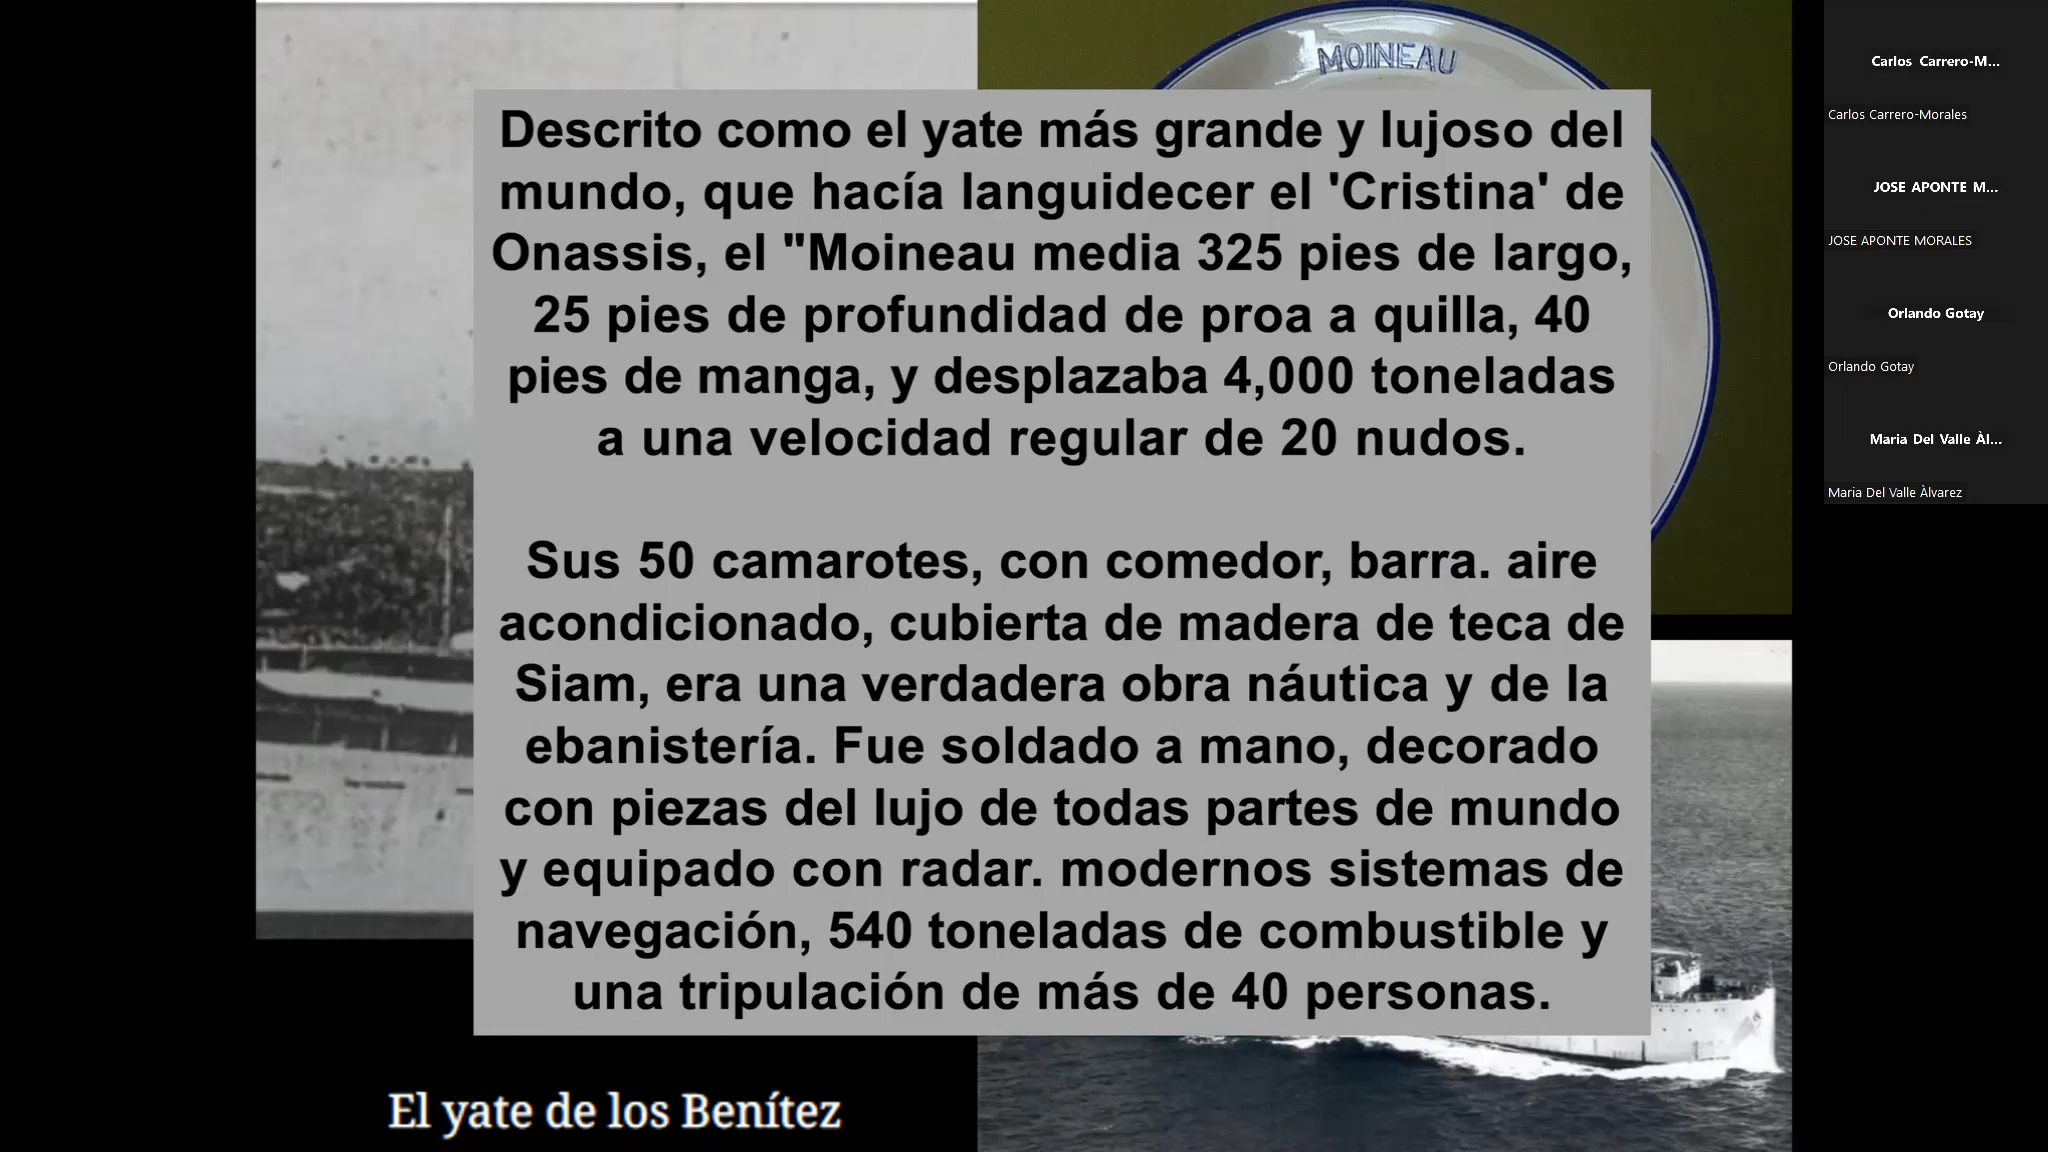 MOINEAU
Descrito como el yate más grande y lujoso del
mundo, que hacía languidecer el 'Cristina' de
Onassis, el "Moineau media 325 pies de largo,
25 pies de profundidad de proa a quilla, 40
pies de manga, y desplazaba 4,000 toneladas
a una velocidad regular de 20 nudos.
Sus 50 camarotes, con comedor, barra. aire
acondicionado, cubierta de madera de teca de
Siam, era una verdadera obra náutica y de la
ebanistería. Fue soldado a mano, decorado
con piezas del lujo de todas partes de mundo
y equipado con radar. modernos sistemas de
navegación, 540 toneladas de combustible y
una tripulación de más de 40 personas.
El yate de los Benítez
Carlos Carrero-M...
Carlos Carrero-Morales
JOSE APONTE M...
JOSE APONTE MORALES
Orlando Gotay
Orlando Gotay
Maria Del Valle Àl...
Maria Del Valle Àlvarez